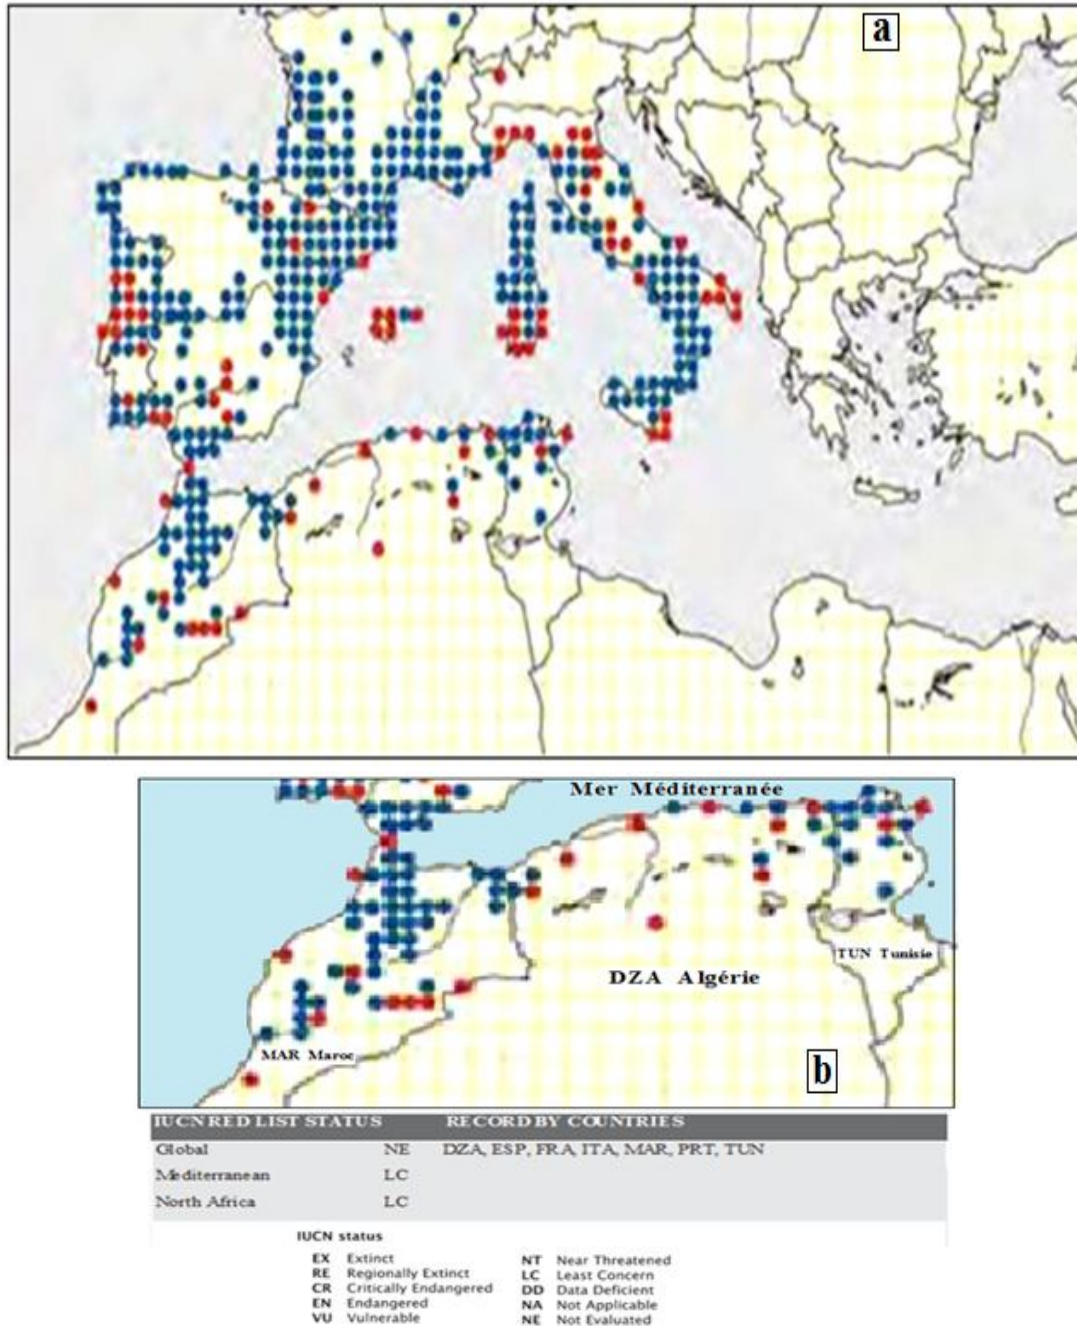 a
Mer Méditerranée
TUN Tunisie
DZA Algérie
MAR Maroc
b
IUCN RED LIST STATUS RECORD BY COUNTRIES
Global NE DZA, ESP, FRA, ITA, MAR, PRT, TUN
Mediterranean LC
North Africa LC
IUCN status
EX Extinct NT Near Threatened
RE Regionally Extinct LC Least Concern
CR Critically Endangered DD Data Deficient
EN Endangered NA Not Applicable
VU Vulnerable NE Not Evaluated